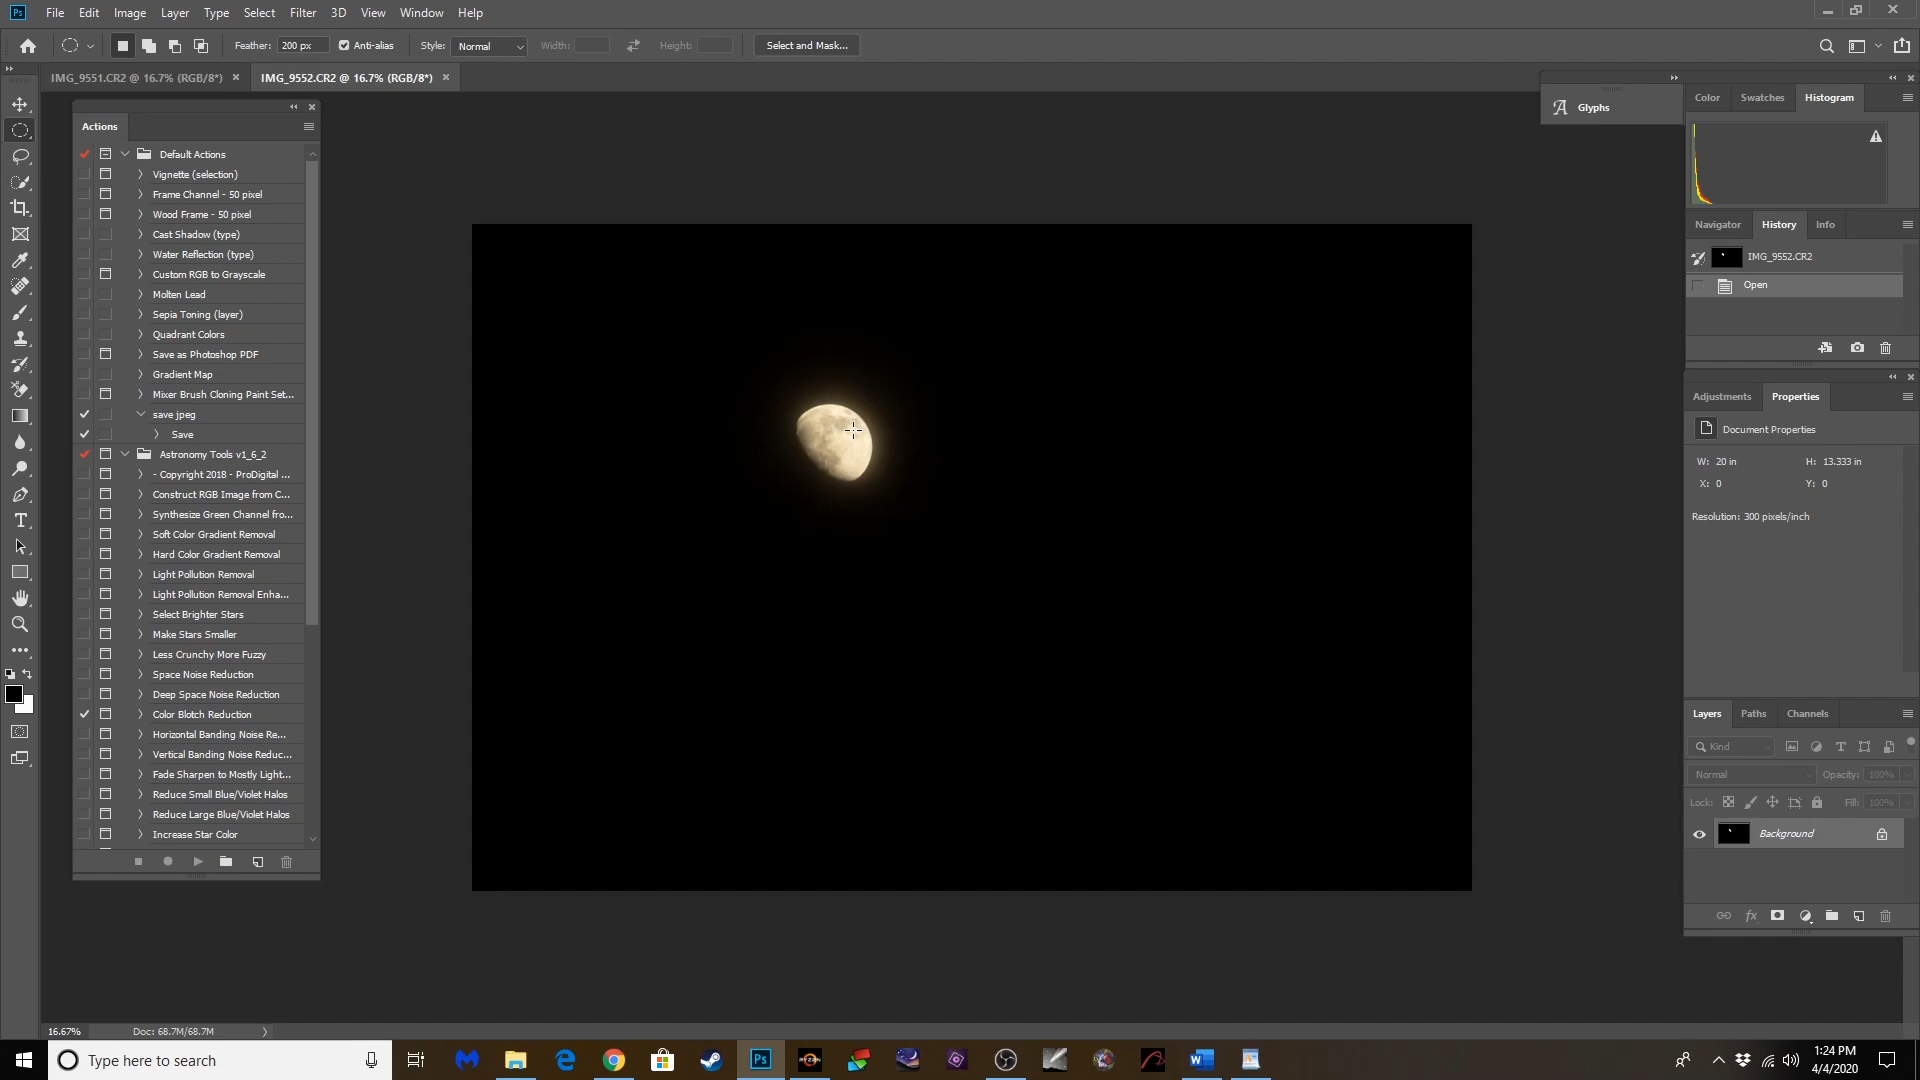 Ps File Edit Image Layer Type Select Filter 3D View Window Help
Feather: 200 px Anti-alias Style: Normal Width: Height: Select and Mask...
IMG_9551.CR2 @ 16.7% (RGB/8*) × IMG_9552.CR2 @ 16.7% (RGB/8*) ×
Actions
Default Actions
Vignette (selection)
Frame Channel - 50 pixel
Wood Frame - 50 pixel
Cast Shadow (type)
Water Reflection (type)
Custom RGB to Grayscale
Molten Lead
Sepia Toning (layer)
Quadrant Colors
Save as Photoshop PDF
Gradient Map
Mixer Brush Cloning Paint Set...
save jpeg
Save
Astronomy Tools v1_6_2
- Copyright 2018 - ProDigital ...
Construct RGB Image from C...
Synthesize Green Channel fro...
Soft Color Gradient Removal
Hard Color Gradient Removal
Light Pollution Removal
Light Pollution Removal Enha...
Select Brighter Stars
Make Stars Smaller
Less Crunchy More Fuzzy
Space Noise Reduction
Deep Space Noise Reduction
Color Blotch Reduction
Horizontal Banding Noise Re...
Vertical Banding Noise Reduc...
Fade Sharpen to Mostly Light...
Reduce Small Blue/Violet Halos
Reduce Large Blue/Violet Halos
Increase Star Color
Glyphs
Color Swatches Histogram
Navigator History Info
IMG_9552.CR2
Open
Adjustments Properties
Document Properties
W: 20 in H: 13.333 in
X: 0 Y: 0
Resolution: 300 pixels/inch
Layers Paths Channels
Kind
Normal Opacity: 100%
Lock: Fill: 100%
Background
16.67% Doc: 68.7M/68.7M
Type here to search
Ps
RYZEN
1:24 PM
4/4/2020